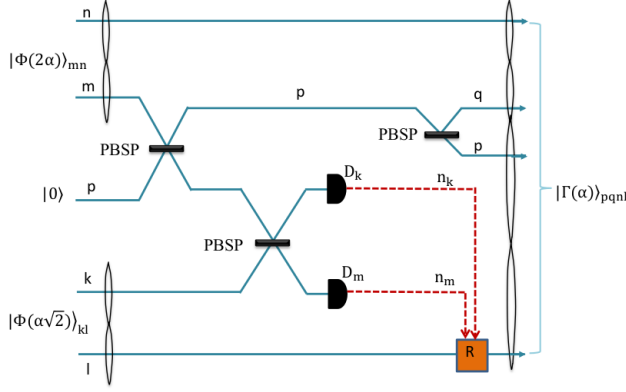 n
|Φ(2α)⟩mn
m
p
q
PBSP
PBSP
p
|0⟩
p
|Γ(α)⟩pqnl
Dk
nk
PBSP
k
Dm
nm
|Φ(α√2)⟩kl
R
l